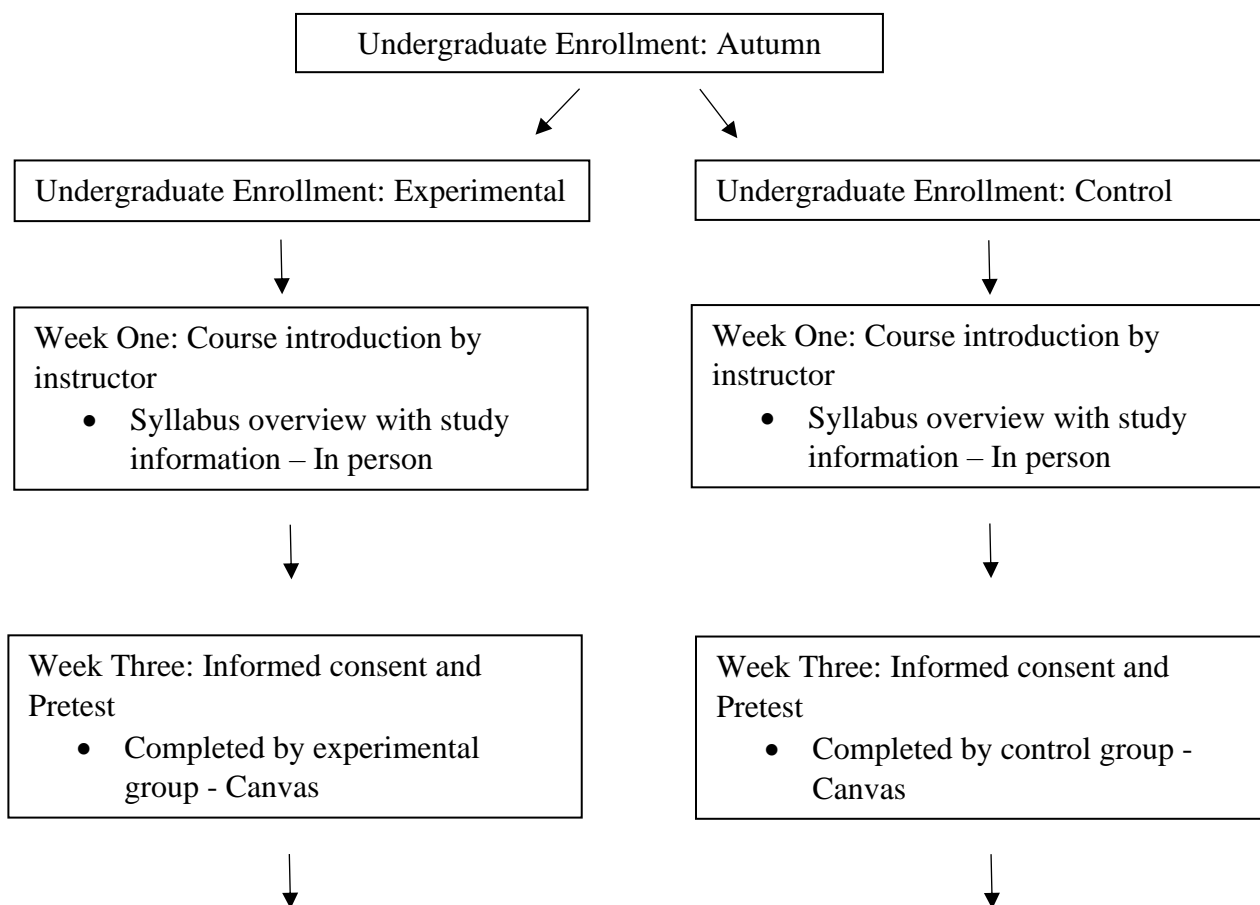 Undergraduate Enrollment: Autumn
Undergraduate Enrollment: Experimental
Undergraduate Enrollment: Control
Week One: Course introduction by
instructor
• Syllabus overview with study
information – In person
Week One: Course introduction by
instructor
• Syllabus overview with study
information – In person
Week Three: Informed consent and
Pretest
• Completed by experimental
group - Canvas
Week Three: Informed consent and
Pretest
• Completed by control group -
Canvas